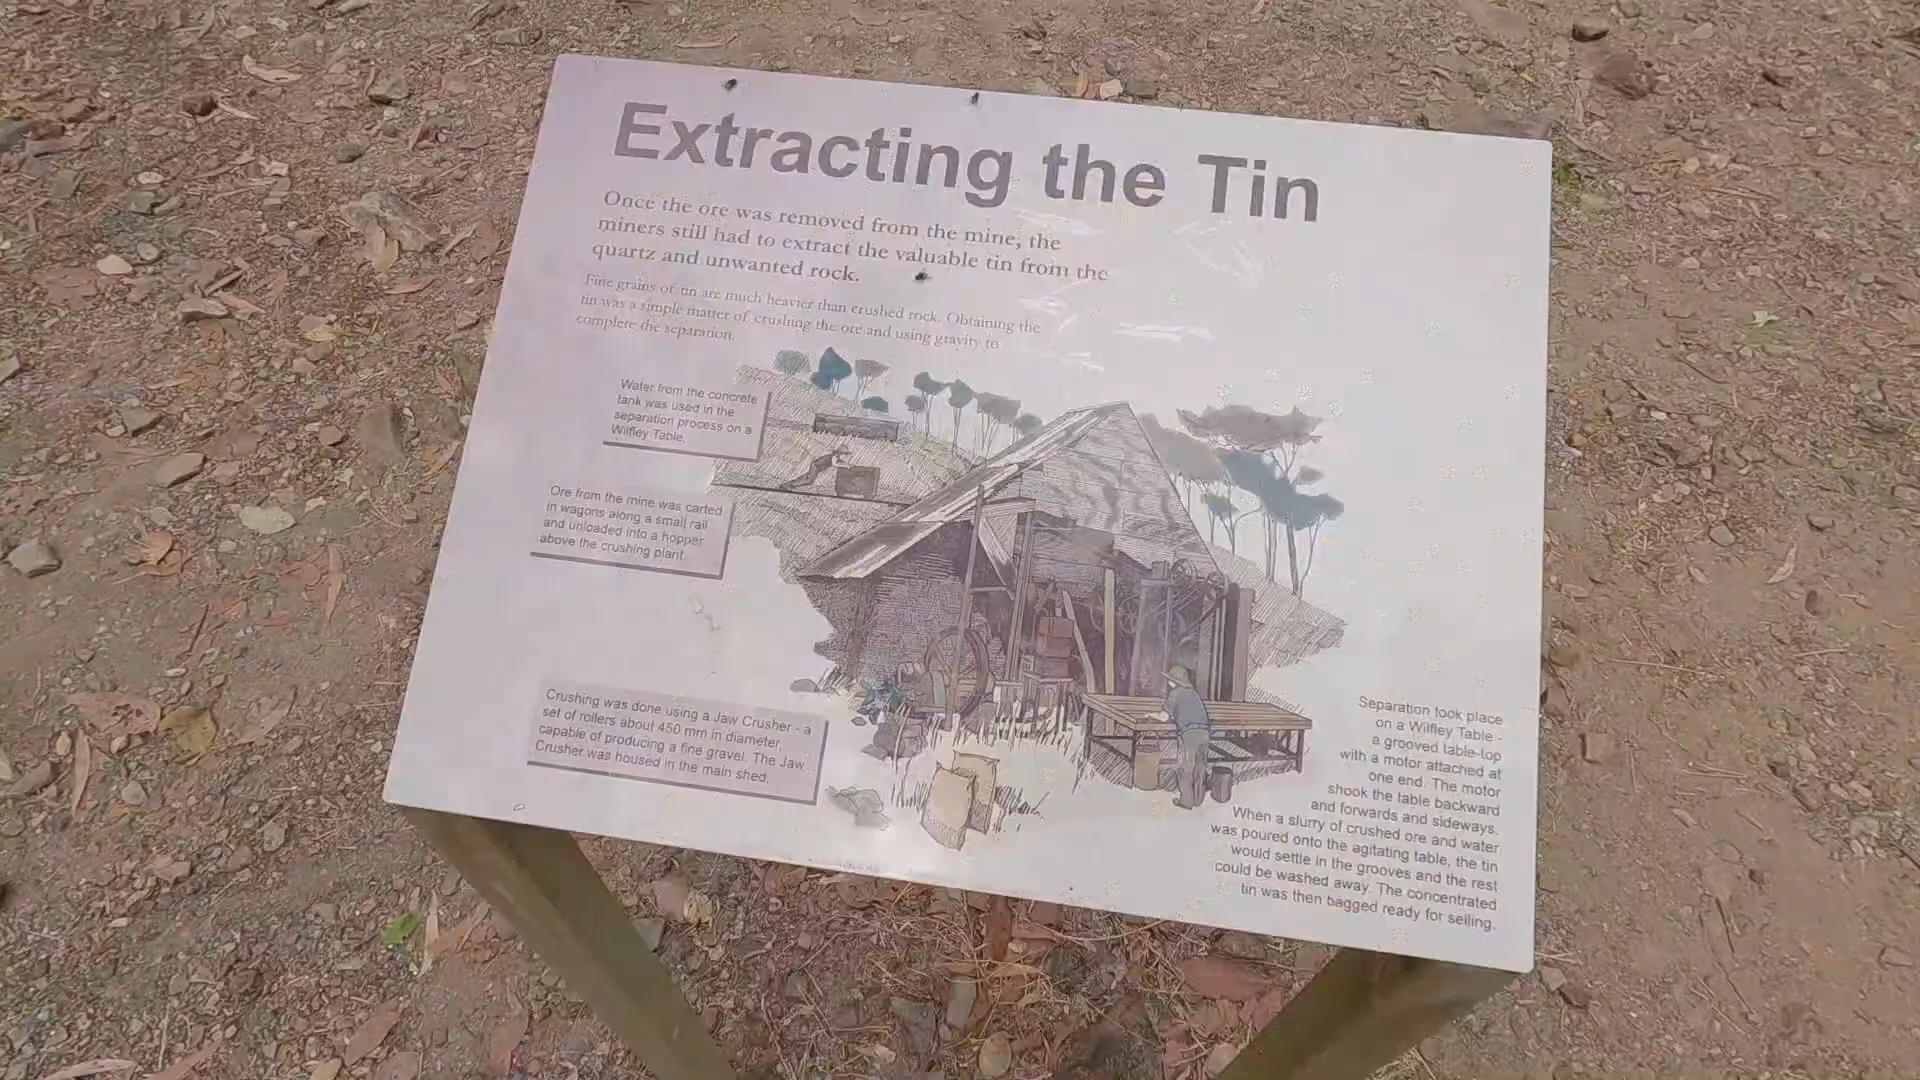 Extracting the Tin
Once the ore was removed from the mine, the
miners still had to extract the valuable tin from the
quartz and unwanted rock.
Fine grains of tin are much heavier than crushed rock. Obtaining the
tin was a simple matter of crushing the ore and using gravity to
complete the separation.
Water from the concrete
tank was used in the
separation process on a
Wilfley Table.
Ore from the mine was carted
in wagons along a small rail
and unloaded into a hopper
above the crushing plant.
Crushing was done using a Jaw Crusher - a
set of rollers about 450 mm in diameter,
capable of producing a fine gravel. The Jaw
Crusher was housed in the main shed.
Separation took place
on a Wilfley Table -
a grooved table-top
with a motor attached at
one end. The motor
shook the table backward
and forwards and sideways.
When a slurry of crushed ore and water
was poured onto the agitating table, the tin
would settle in the grooves and the rest
could be washed away. The concentrated
tin was then bagged ready for selling.